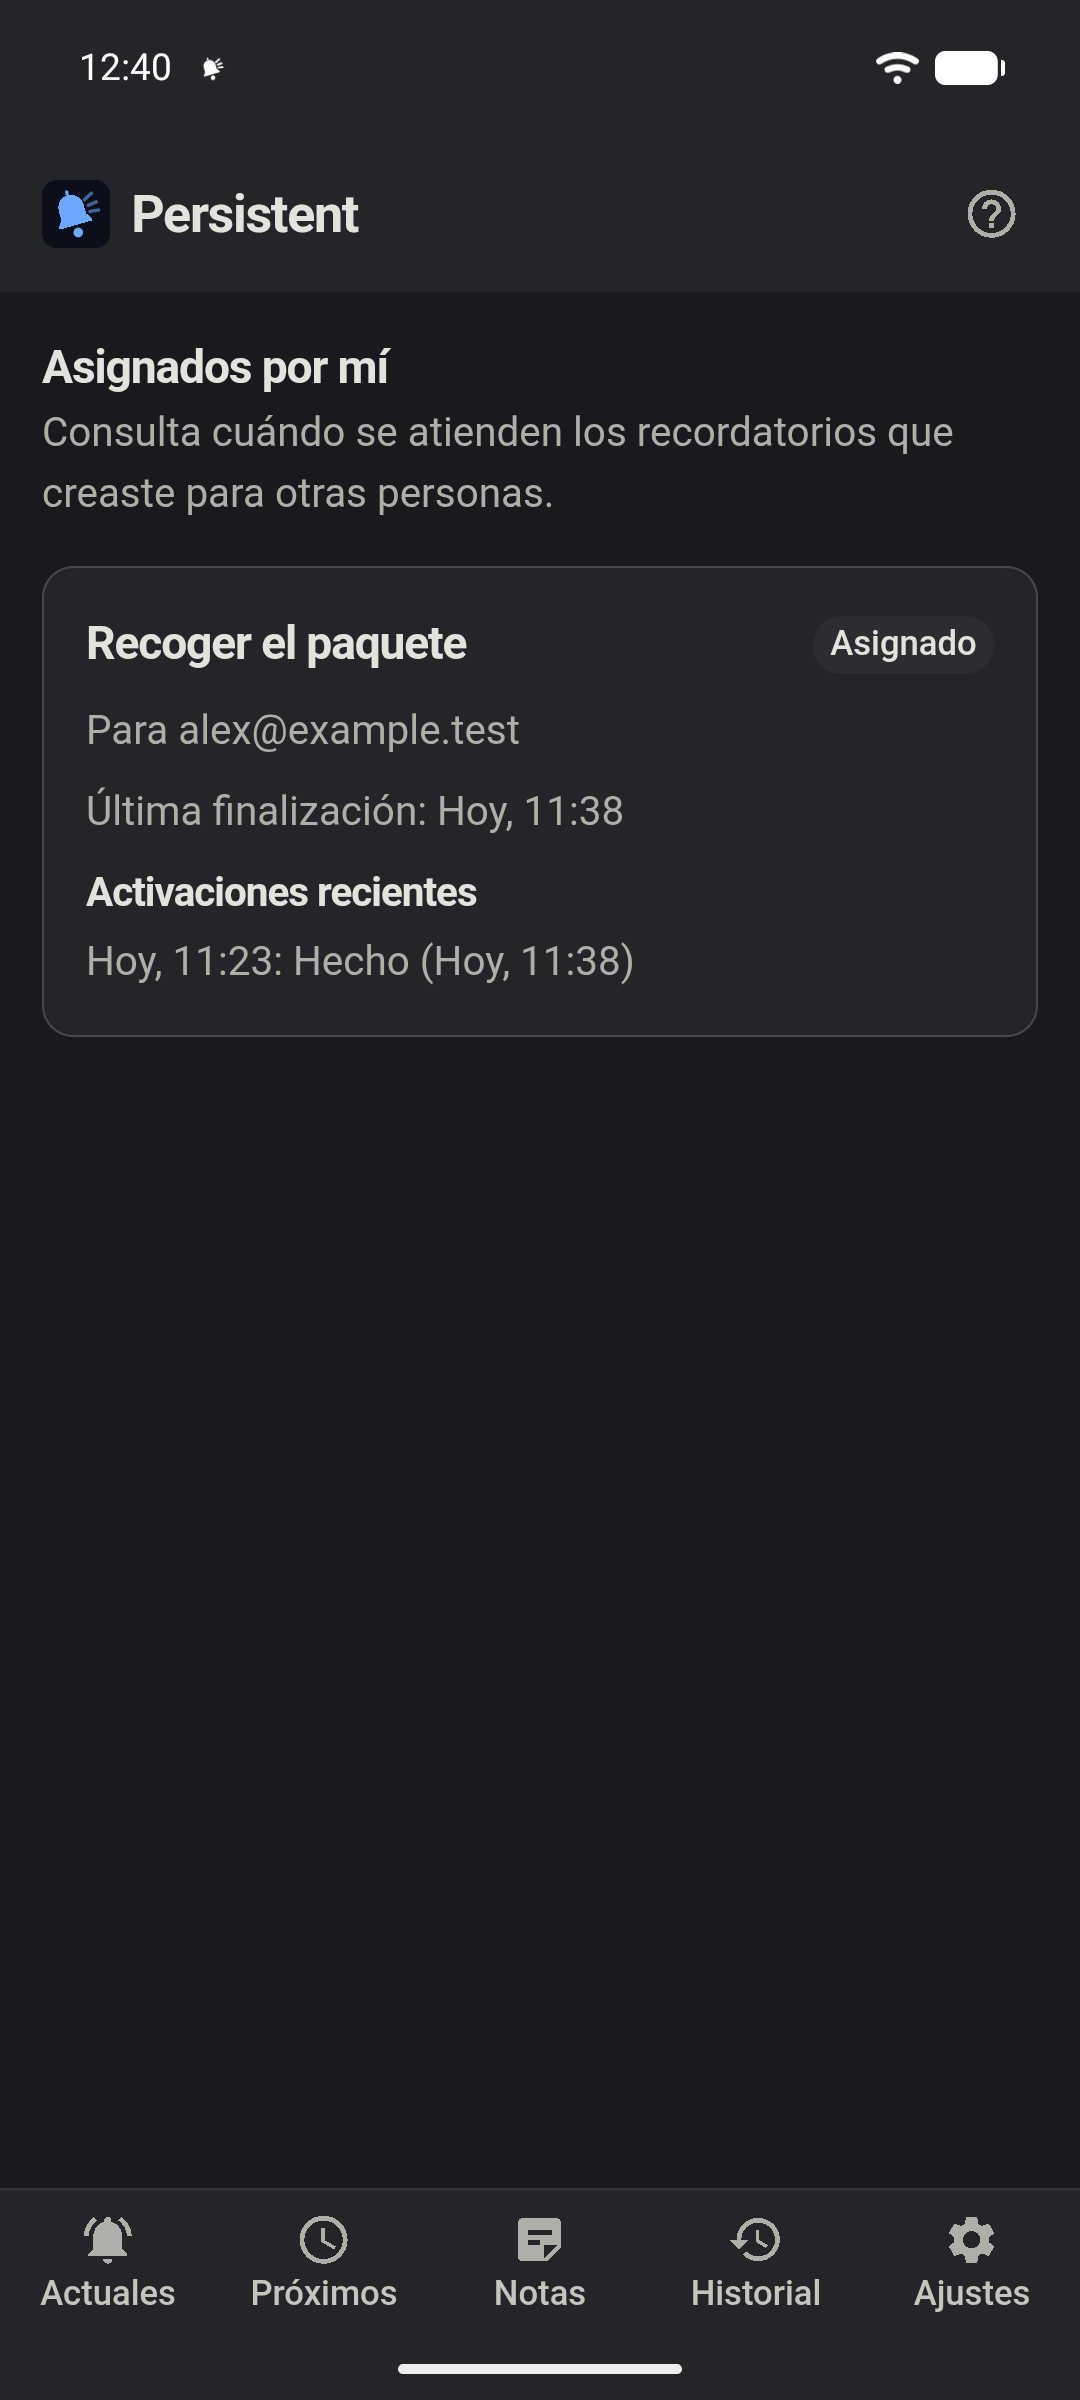 12:40
Persistent
Asignados por mí
Consulta cuándo se atienden los recordatorios que
creaste para otras personas.
Recoger el paquete
Asignado
Para alex@example.test
Última finalización: Hoy, 11:38
Activaciones recientes
Hoy, 11:23: Hecho (Hoy, 11:38)
Actuales
Próximos
Notas
Historial
Ajustes